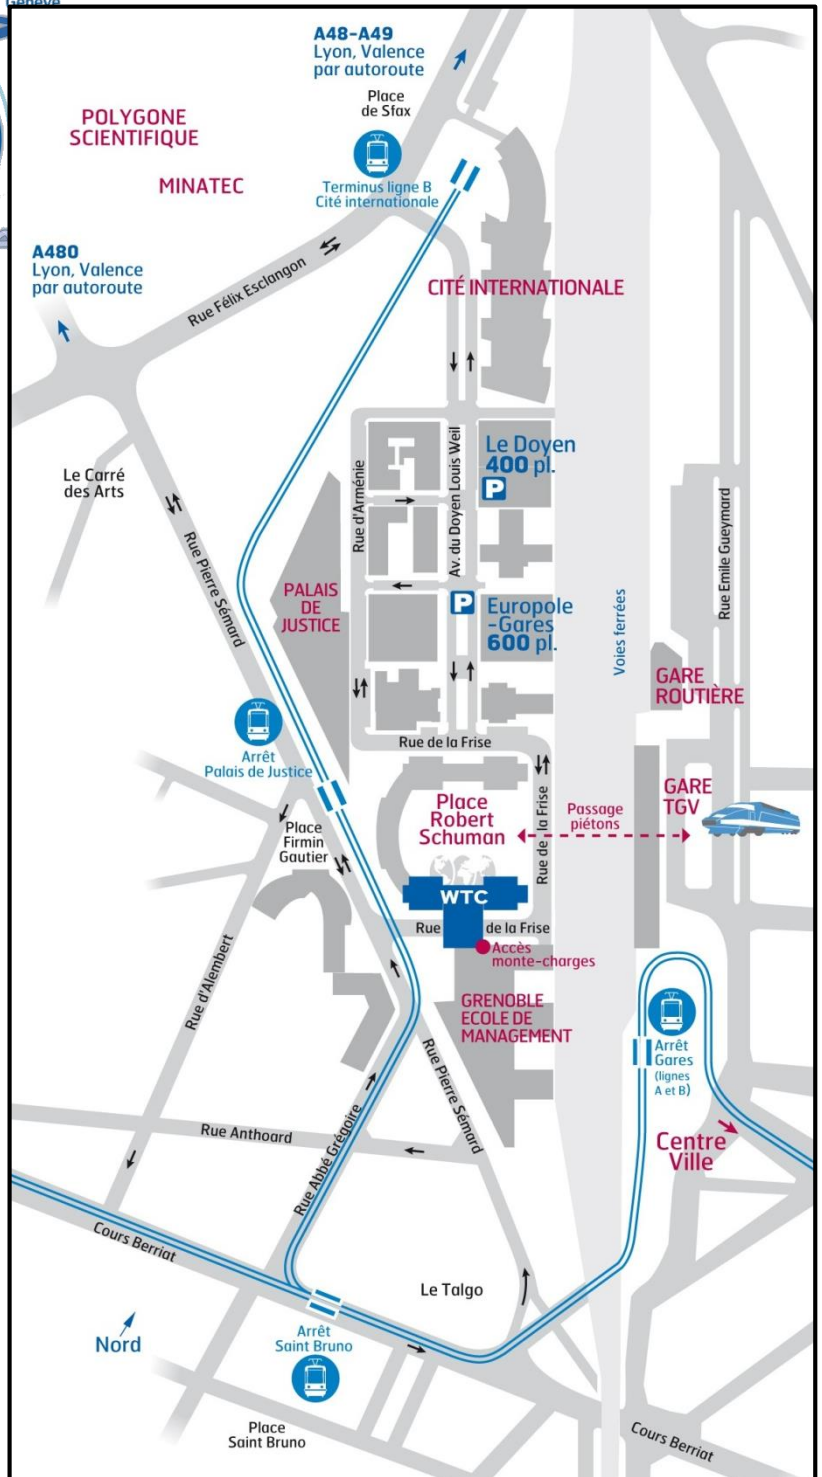 Genève
A48-A49
Lyon, Valence
par autoroute
Place
de Sfax
POLYGONE
SCIENTIFIQUE
MINATEC
Terminus ligne B
Cité internationale
A480
Lyon, Valence
par autoroute
Rue Félix Esclangon
CITÉ INTERNATIONALE
Le Doyen
400 pl.
P
Le Carré
des Arts
Rue d'Arménie
Av. du Doyen Louis Weil
Rue Emile Gueymard
Rue Pierre Sémard
PALAIS
DE
JUSTICE
P
Europole
-Gares
600 pl.
Voies ferrées
GARE
ROUTIÈRE
Arrêt
Palais de Justice
Rue de la Frise
Place
Robert
Schuman
Rue de la Frise
Passage
piétons
GARE
TGV
Place
Firmin
Gautier
WTC
Rue de la Frise
Accès
monte-charges
Rue d'Alembert
GRENOBLE
ECOLE DE
MANAGEMENT
Arrêt
Gares
(lignes
A et B)
Rue Pierre Sémard
Rue Anthoard
Rue Abbé Grégoire
Centre
Ville
Cours Berriat
Le Talgo
Nord
Arrêt
Saint Bruno
Place
Saint Bruno
Cours Berriat